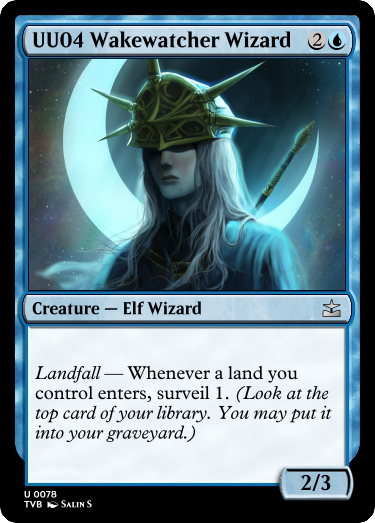 UU04 Wakewatcher Wizard 2
Creature — Elf Wizard
Landfall — Whenever a land you
control enters, surveil 1. (Look at the
top card of your library. You may put it
into your graveyard.)
2/3
U 0078
TVB SALIN S